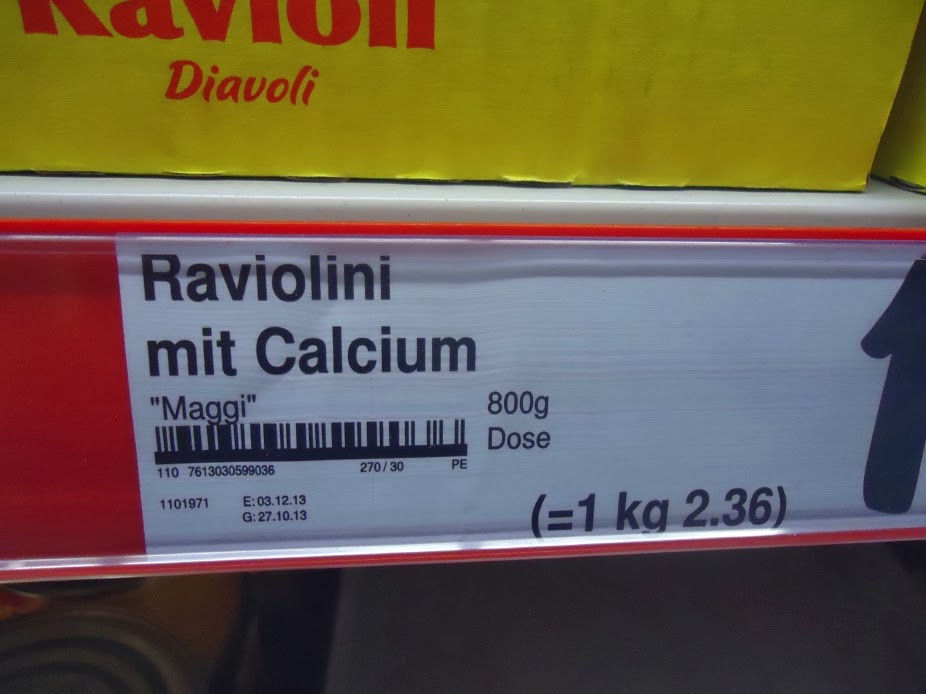 Ravioli
Diavoli
Raviolini
mit Calcium
"Maggi"
800g
Dose
110 7613030599036 270/30 PE
1101971 E: 03.12.13
G: 27.10.13
(=1 kg 2.36)
1